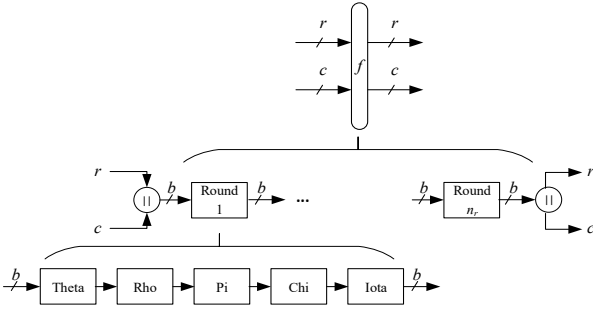 r r
f
c c
r r
b Round 1 b ... b Round n_r b
|| ||
c c
b Theta Rho Pi Chi Iota b